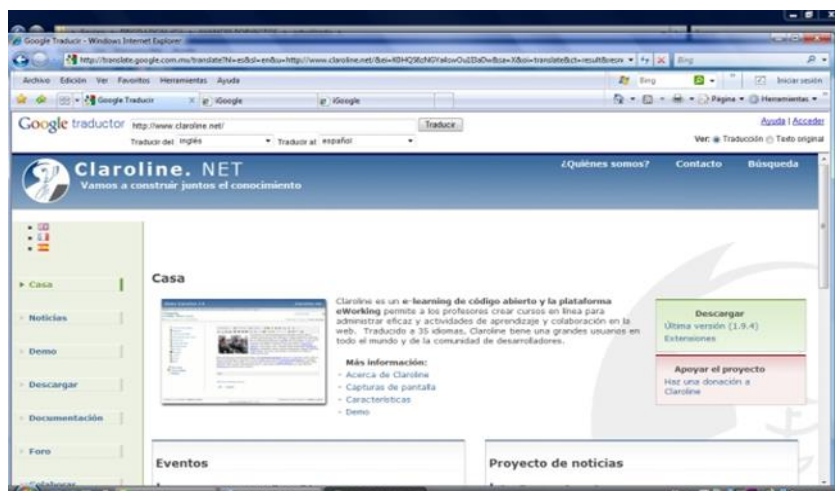 Google Traducir - Windows Internet Explorer
Bing
Archivo Edición Ver Favoritos Herramientas Ayuda
Bing
Iniciar sesión
Google Traducir
iGoogle
iGoogle
Página
Herramientas
Google traductor
http://www.claroline.net/
Traducir
Ayuda | Acceder
Traducir del: inglés
Traducir al: español
Ver: Traducción Texto original
Claroline. NET
Vamos a construir juntos el conocimiento
¿Quiénes somos? Contacto Búsqueda
Casa
Noticias
Demo
Descargar
Documentación
Foro
Colaborar
Casa
Claroline es un e-learning de código abierto y la plataforma
eWorking permite a los profesores crear cursos en línea para
administrar eficaz y actividades de aprendizaje y colaboración en la
web. Traducido a 35 idiomas, Claroline tiene una grandes usuarios en
todo el mundo y de la comunidad de desarrolladores.
Más información:
- Acerca de Claroline
- Capturas de pantalla
- Características
- Demo
Descargar
Última versión (1.9.4)
Extensiones
Apoyar el proyecto
Haz una donación a
Claroline
Eventos
Proyecto de noticias